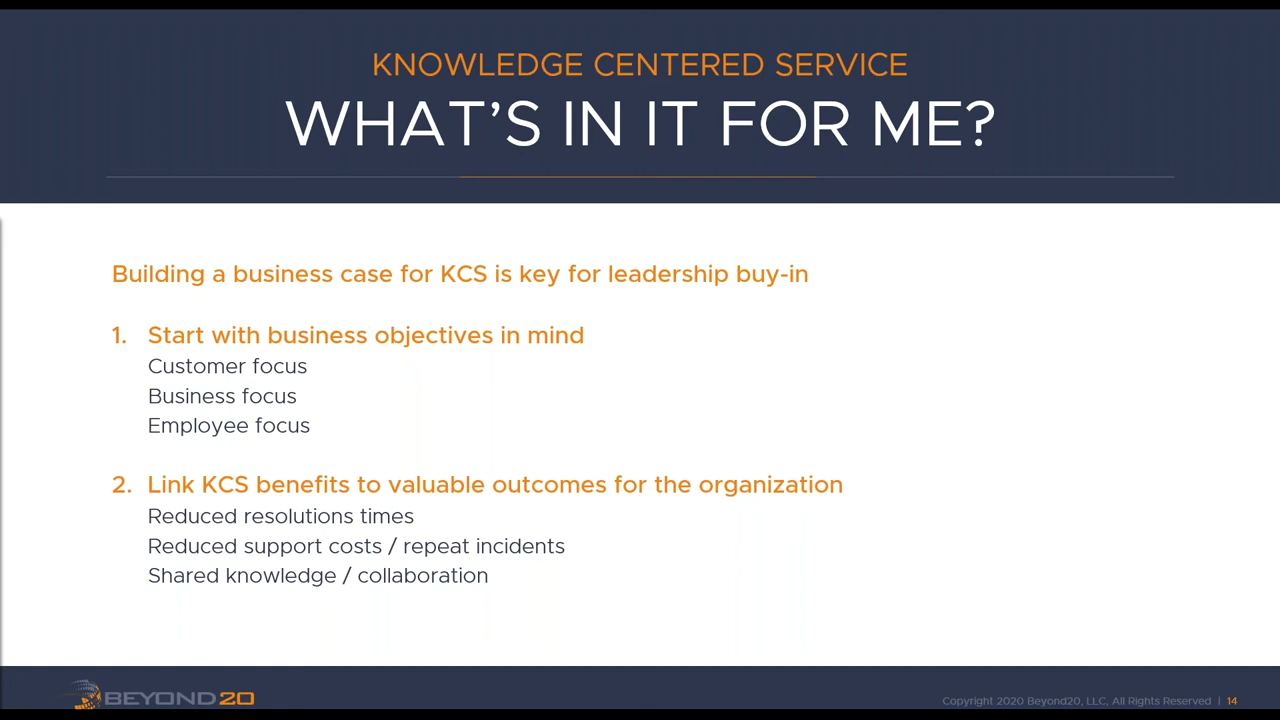 KNOWLEDGE CENTERED SERVICE
WHAT'S IN IT FOR ME?
Building a business case for KCS is key for leadership buy-in
1. Start with business objectives in mind
Customer focus
Business focus
Employee focus
2. Link KCS benefits to valuable outcomes for the organization
Reduced resolutions times
Reduced support costs / repeat incidents
Shared knowledge / collaboration
BEYOND20
Copyright 2020 Beyond20, LLC, All Rights Reserved | 14